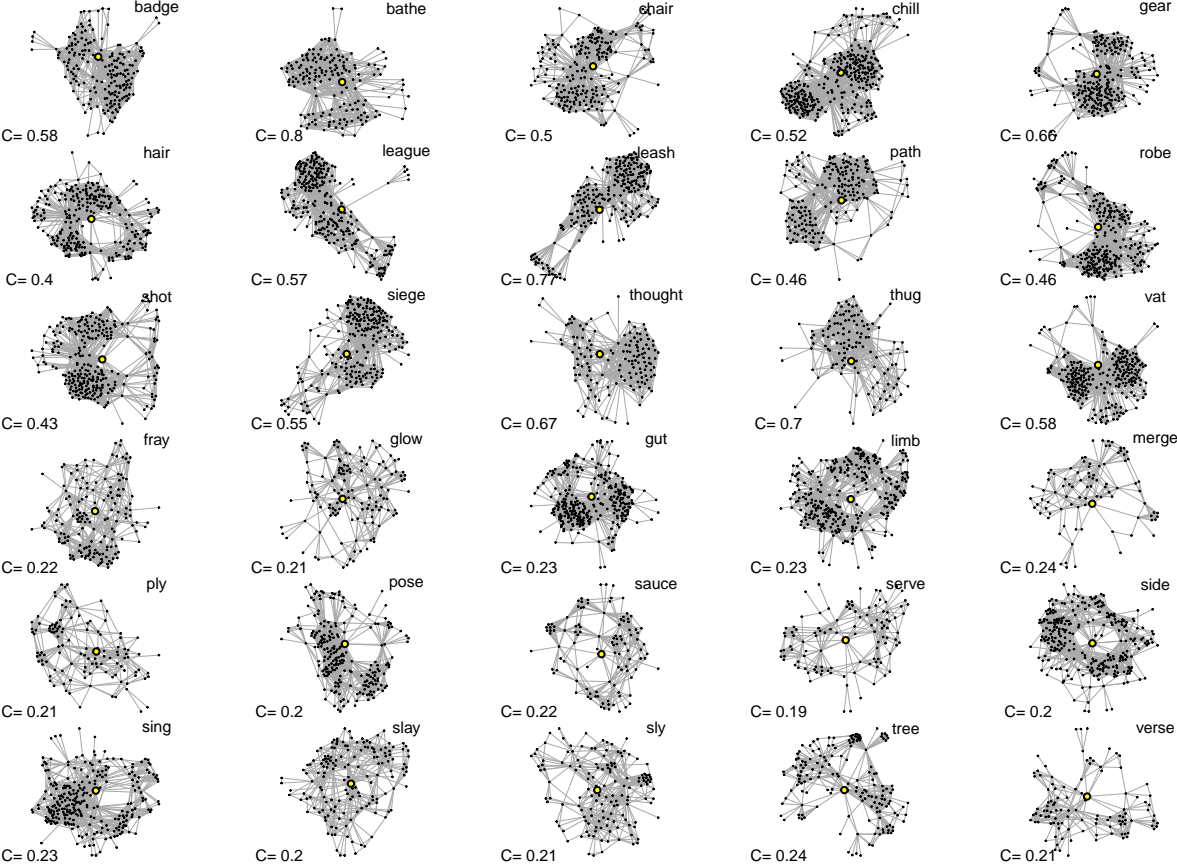 badge bathe chair chill gear
C= 0.58 C= 0.8 C= 0.5 C= 0.52 C= 0.66
hair league leash path robe
C= 0.4 C= 0.57 C= 0.77 C= 0.46 C= 0.46
shot siege thought thug vat
C= 0.43 C= 0.55 C= 0.67 C= 0.7 C= 0.58
fray glow gut limb merge
C= 0.22 C= 0.21 C= 0.23 C= 0.23 C= 0.24
ply pose sauce serve side
C= 0.21 C= 0.2 C= 0.22 C= 0.19 C= 0.2
sing slay sly tree verse
C= 0.23 C= 0.2 C= 0.21 C= 0.24 C= 0.21